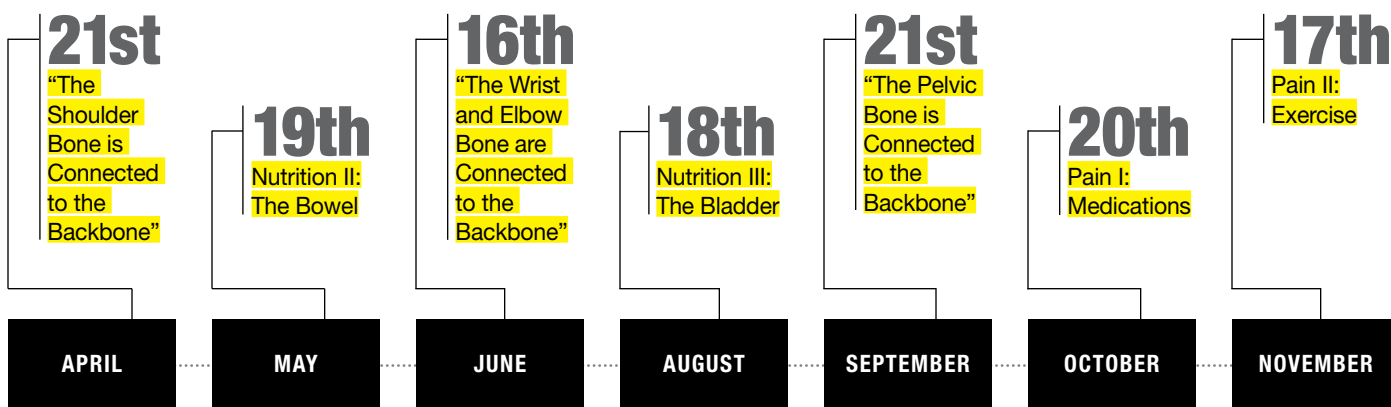 21st
“The
Shoulder
Bone is
Connected
to the
Backbone”
19th
Nutrition II:
The Bowel
16th
“The Wrist
and Elbow
Bone are
Connected
to the
Backbone”
18th
Nutrition III:
The Bladder
21st
“The Pelvic
Bone is
Connected
to the
Backbone”
20th
Pain I:
Medications
17th
Pain II:
Exercise
APRIL
MAY
JUNE
AUGUST
SEPTEMBER
OCTOBER
NOVEMBER